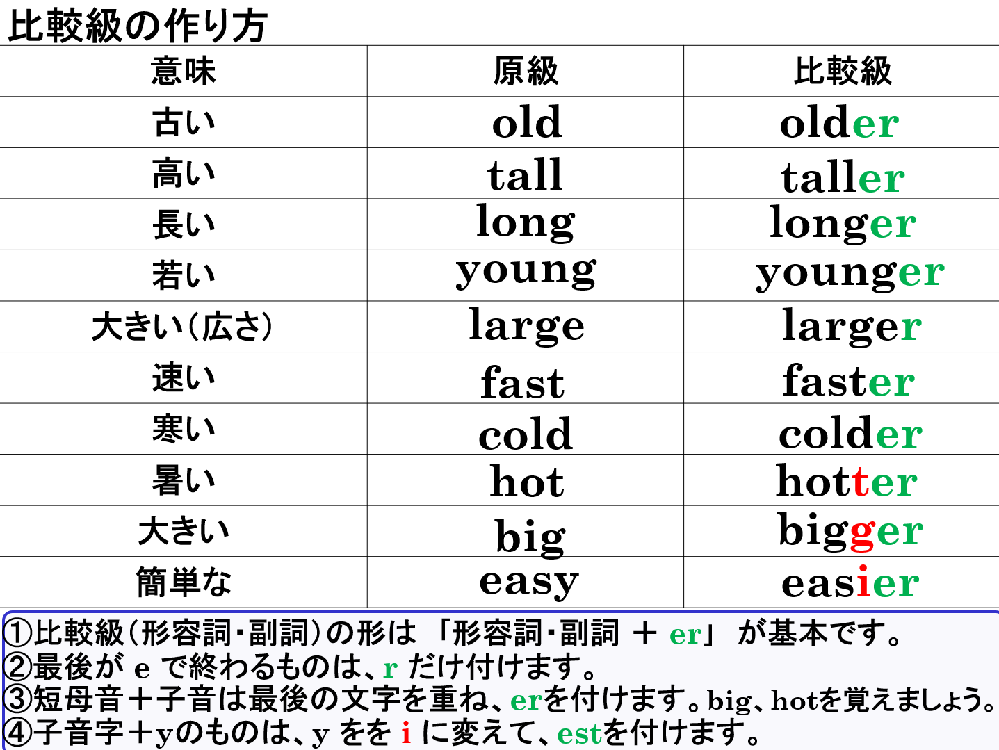 比較級の作り方
意味 原級 比較級
古い old older
高い tall taller
長い long longer
若い young younger
大きい（広さ） large larger
速い fast faster
寒い cold colder
暑い hot hotter
大きい big bigger
簡単な easy easier
①比較級（形容詞・副詞）の形は 「形容詞・副詞 ＋ er」 が基本です。
②最後が e で終わるものは、r だけ付けます。
③短母音＋子音は最後の文字を重ね、erを付けます。big、hotを覚えましょう。
④子音字＋yのものは、y をを i に変えて、estを付けます。